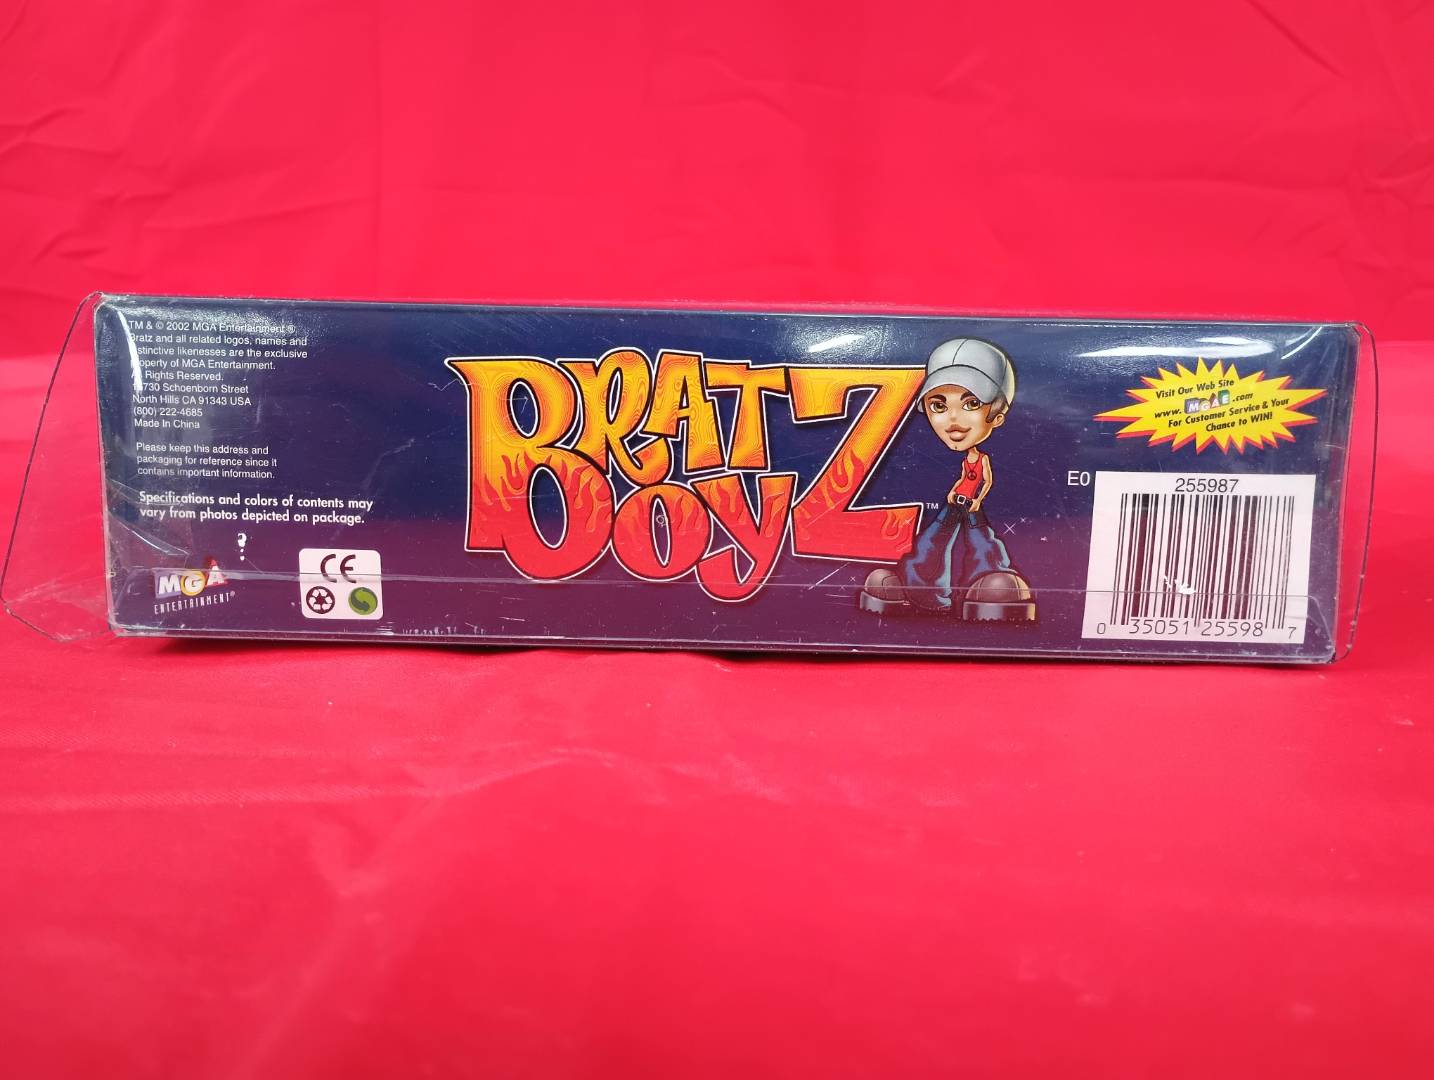 TM & © 2002 MGA Entertainment ®
Bratz and all related logos, names and
distinctive likenesses are the exclusive
property of MGA Entertainment.
All Rights Reserved.
Schoenborn Street
North Hills CA 91343 USA
(800) 222-4685
Made In China
Please keep this address and
packaging for reference since it
contains important information.
Specifications and colors of contents may
vary from photos depicted on package.
MGA
ENTERTAINMENT®
CE
BRATZ
BOYZ
TM
Visit Our Web Site
www.MGAE.com
For Customer Service & Your
Chance to WIN!
E0
255987
0 35051 25598 7